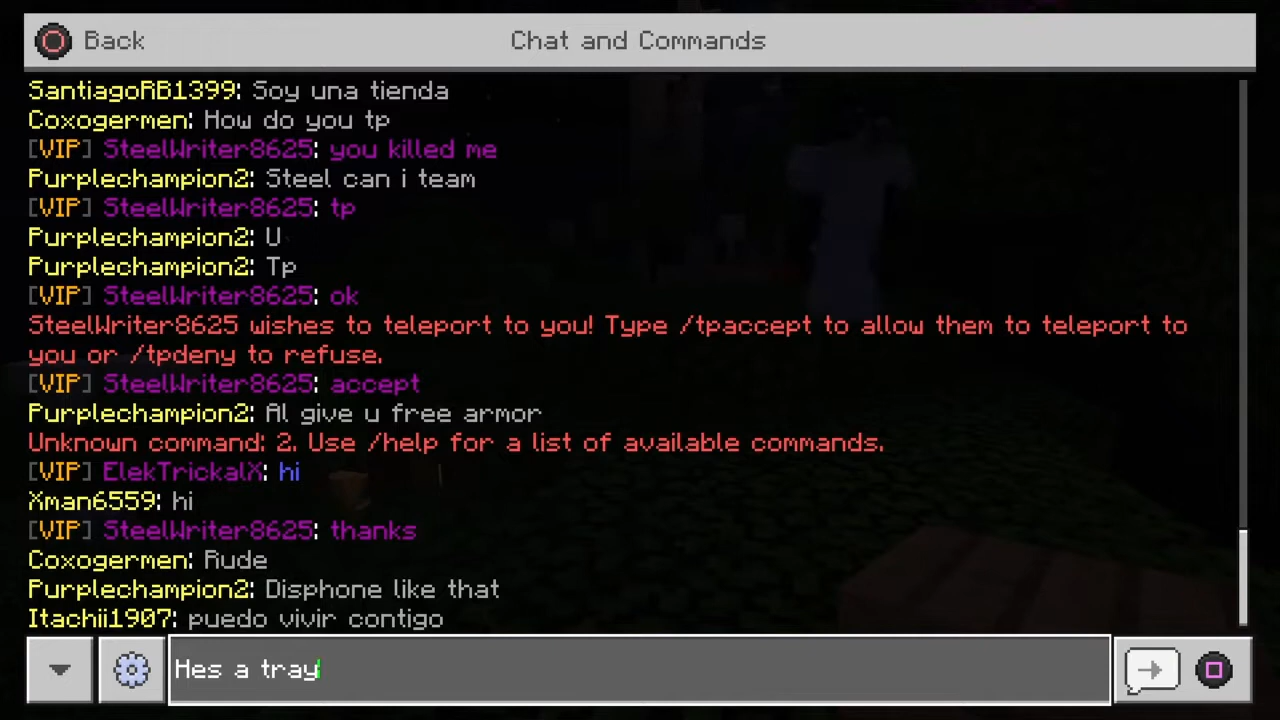 Back
Chat and Commands
SantiagoRB1399: Soy una tienda
Coxogermen: How do you tp
[VIP] SteelWriter8625: you killed me
Purplechampion2: Steel can i team
[VIP] SteelWriter8625: tp
Purplechampion2: U
Purplechampion2: Tp
[VIP] SteelWriter8625: ok
SteelWriter8625 wishes to teleport to you! Type /tpaccept to allow them to teleport to
you or /tpdeny to refuse.
[VIP] SteelWriter8625: accept
Purplechampion2: Al give u free armor
Unknown command: 2. Use /help for a list of available commands.
[VIP] ElekTrickalX: hi
Xman6559: hi
[VIP] SteelWriter8625: thanks
Coxogermen: Rude
Purplechampion2: Disphone like that
Itachii1907: puedo vivir contigo
Hes a tray